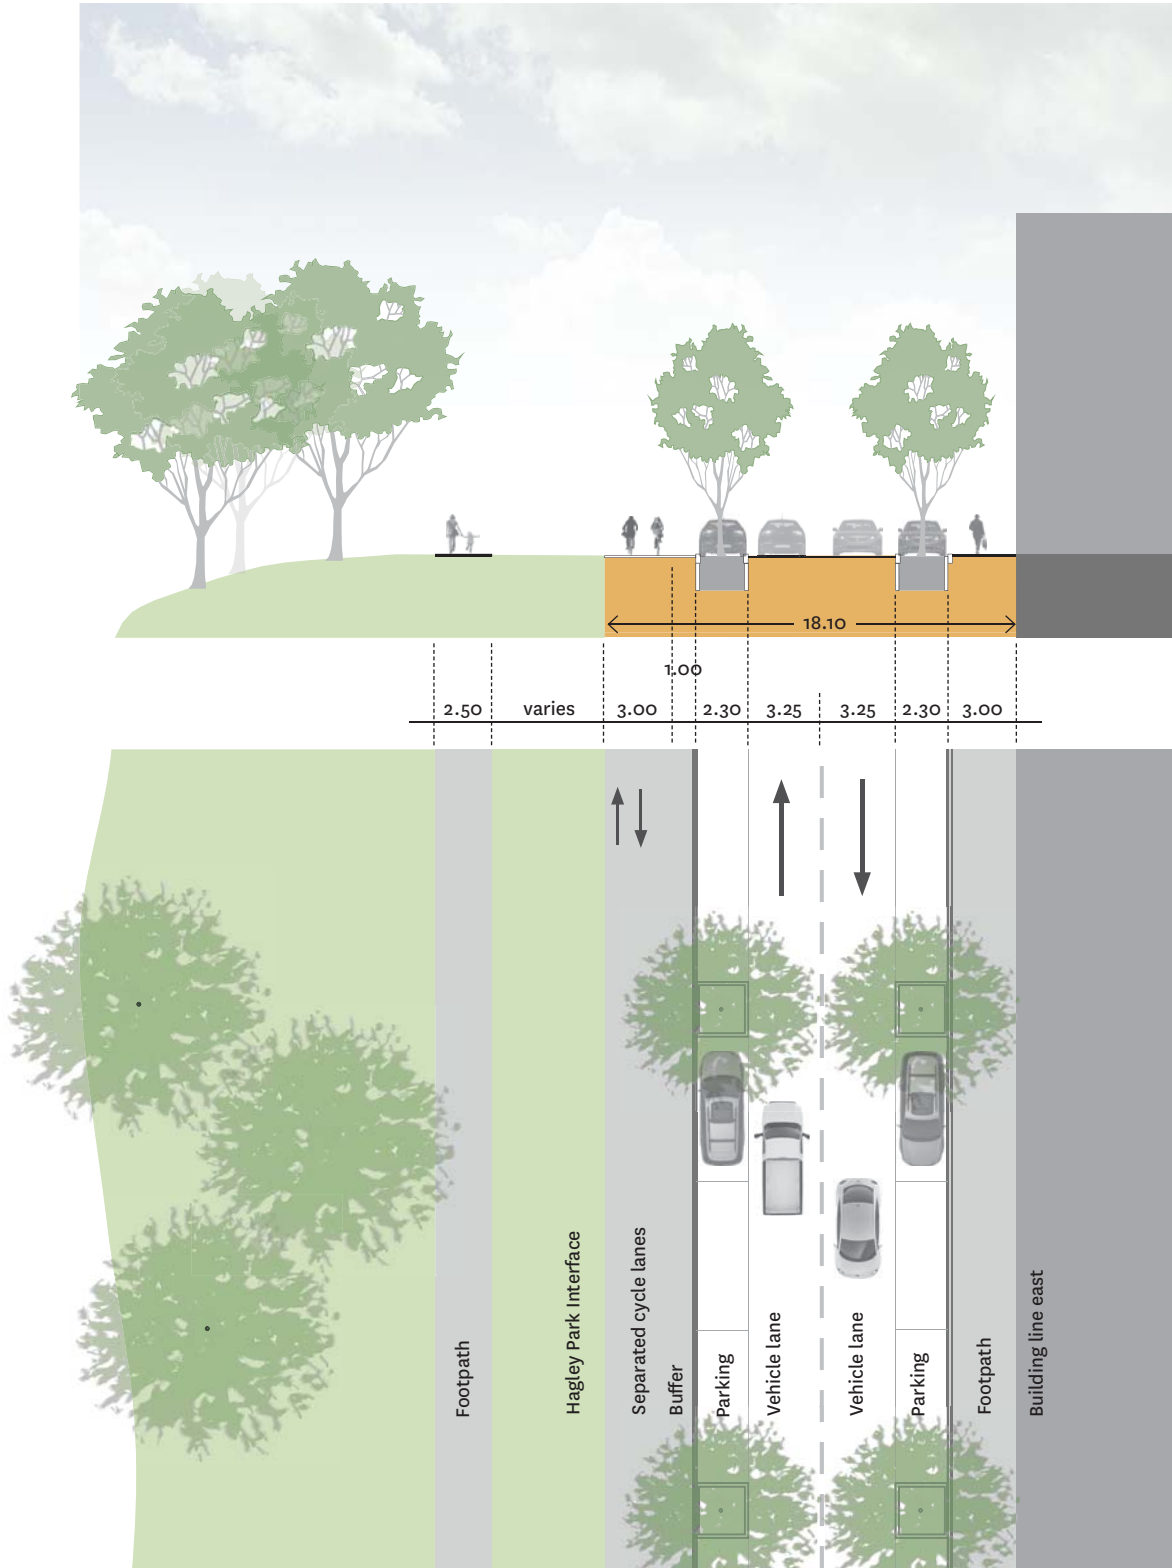 18.10
1.00
2.50 varies 3.00 2.30 3.25 3.25 2.30 3.00
Footpath
Hagley Park Interface
Separated cycle lanes
Buffer
Parking
Vehicle lane
Vehicle lane
Parking
Footpath
Building line east